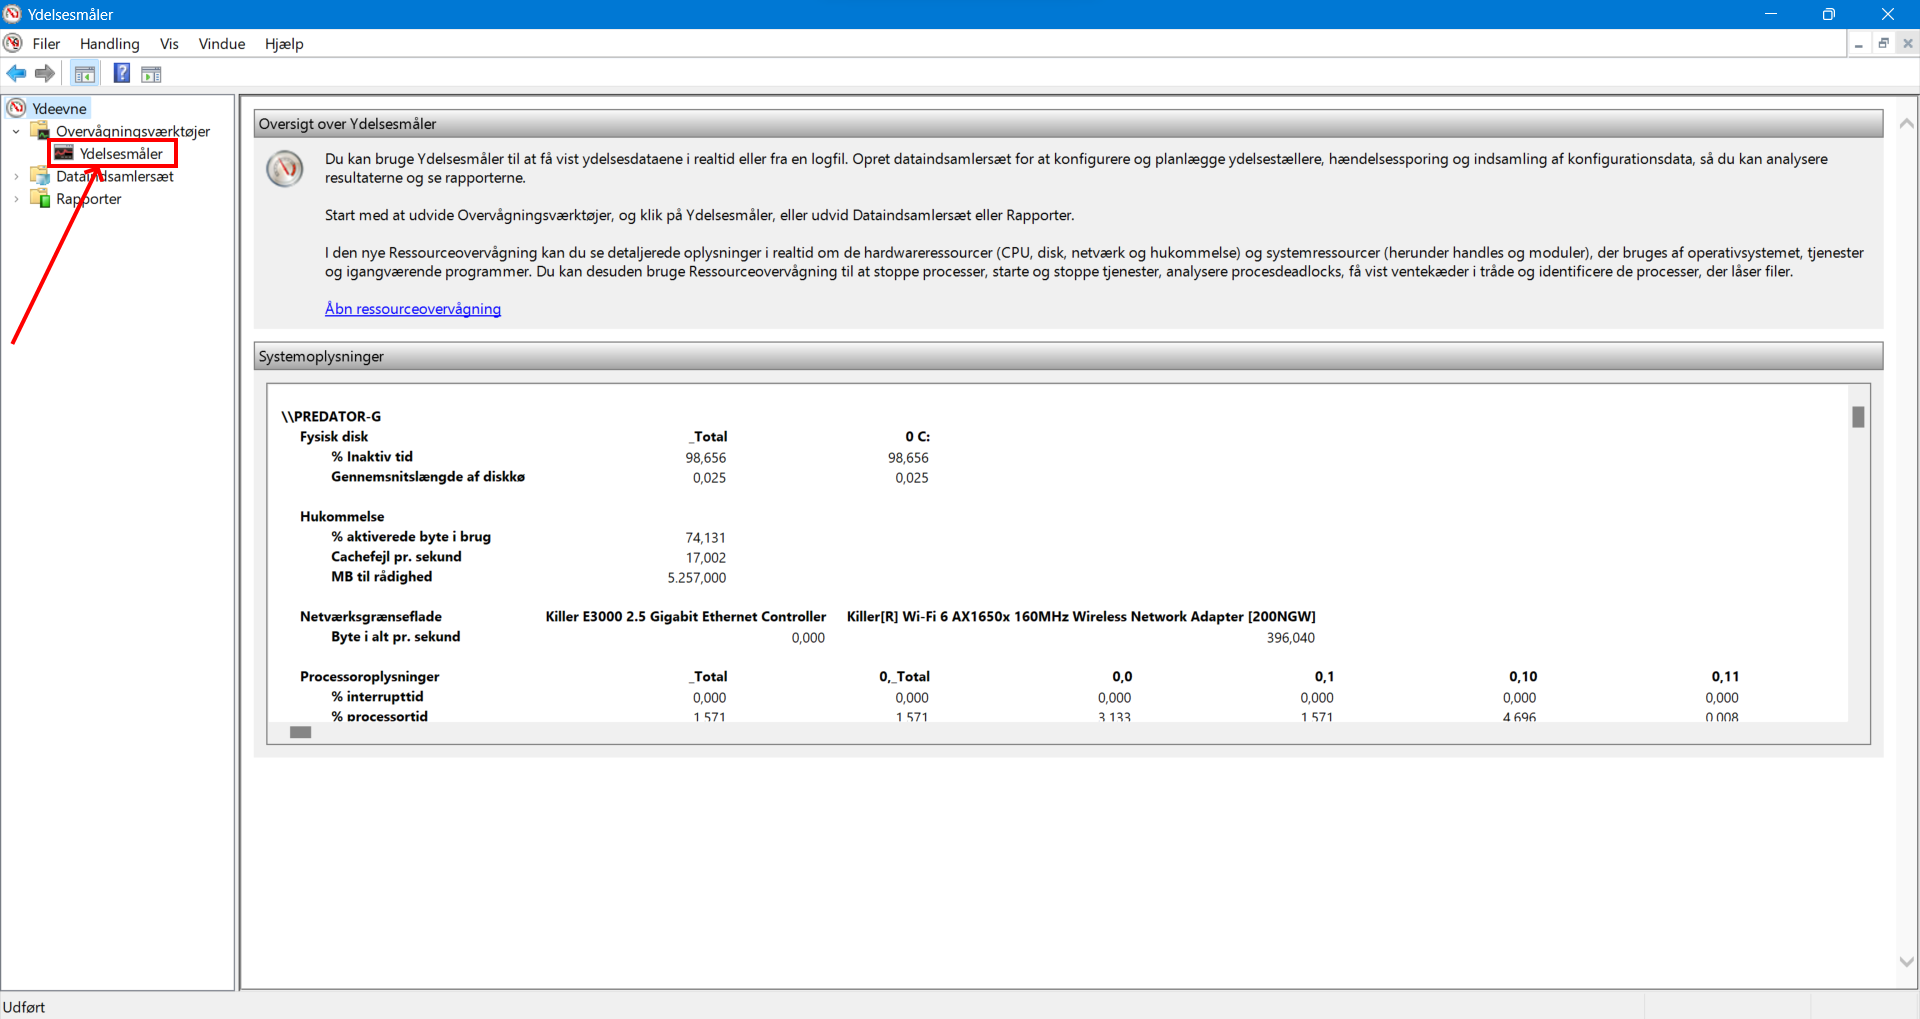 Ydelsesmåler
Filer Handling Vis Vindue Hjælp
Ydeevne
Overvågningsværktøjer
Ydelsesmåler
Dataindsamlersæt
Rapporter
Oversigt over Ydelsesmåler
Du kan bruge Ydelsesmåler til at få vist ydelsesdataene i realtid eller fra en logfil. Opret dataindsamlersæt for at konfigurere og planlægge ydelsestællere, hændelsessporing og indsamling af konfigurationsdata, så du kan analysere
resultaterne og se rapporterne.
Start med at udvide Overvågningsværktøjer, og klik på Ydelsesmåler, eller udvid Dataindsamlersæt eller Rapporter.
I den nye Ressourceovervågning kan du se detaljerede oplysninger i realtid om de hardwareressourcer (CPU, disk, netværk og hukommelse) og systemressourcer (herunder handles og moduler), der bruges af operativsystemet, tjenester
og igangværende programmer. Du kan desuden bruge Ressourceovervågning til at stoppe processer, starte og stoppe tjenester, analysere procesdeadlocks, få vist ventekæder i tråde og identificere de processer, der låser filer.
Åbn ressourceovervågning
Systemoplysninger
\\PREDATOR-G
Fysisk disk _Total 0 C:
% Inaktiv tid 98,656 98,656
Gennemsnitslængde af diskkø 0,025 0,025
Hukommelse
% aktiverede byte i brug 74,131
Cachefejl pr. sekund 17,002
MB til rådighed 5.257,000
Netværksgrænseflade Killer E3000 2.5 Gigabit Ethernet Controller Killer[R] Wi-Fi 6 AX1650x 160MHz Wireless Network Adapter [200NGW]
Byte i alt pr. sekund 0,000 396,040
Processoroplysninger _Total 0,_Total 0,0 0,1 0,10 0,11
% interrupttid 0,000 0,000 0,000 0,000 0,000 0,000
% processortid 1,571 1,571 3,133 1,571 4,696 0,008
Udført